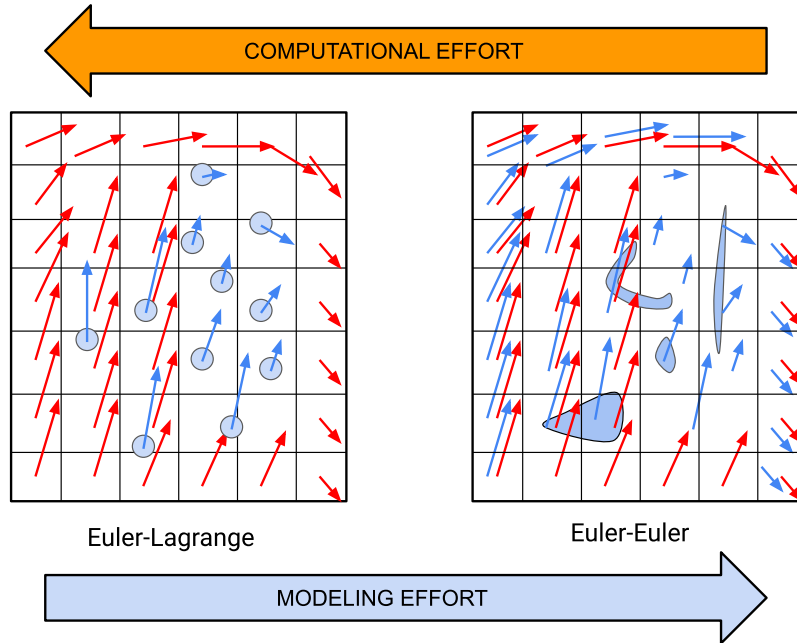 COMPUTATIONAL EFFORT
Euler-Lagrange
Euler-Euler
MODELING EFFORT